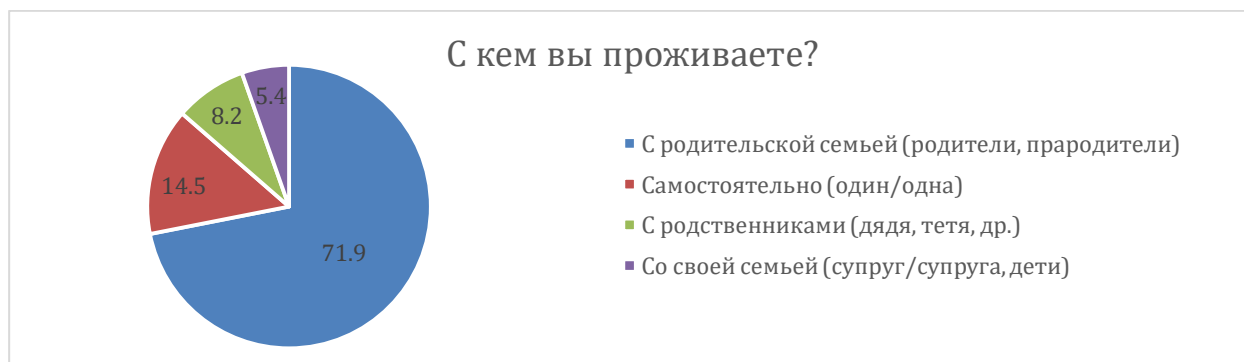 С кем вы проживаете?
5.4
8.2
14.5
71.9
С родительской семьей (родители, прародители)
Самостоятельно (один/одна)
С родственниками (дядя, тетя, др.)
Со своей семьей (супруг/супруга, дети)